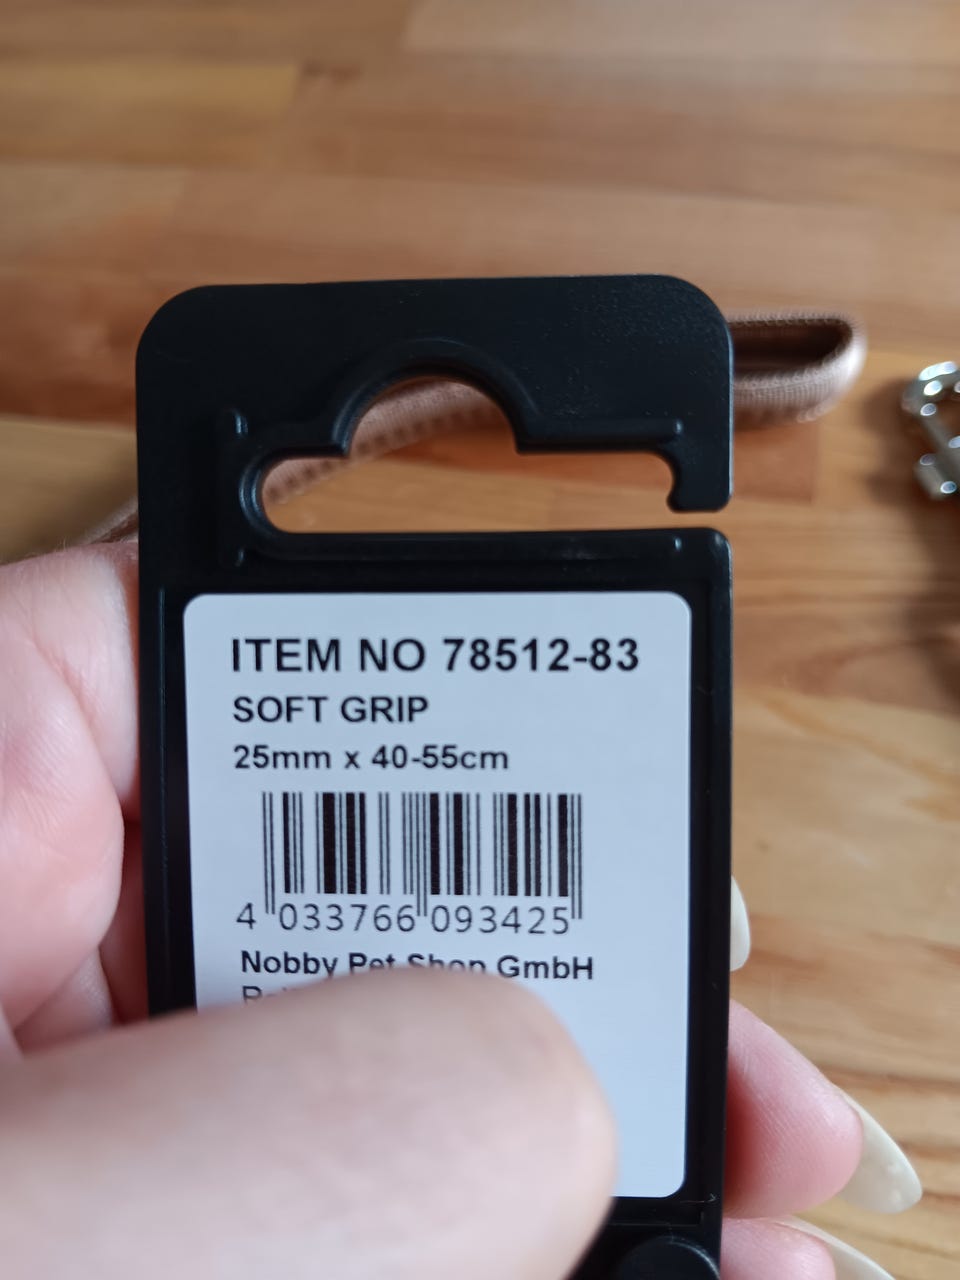 ITEM NO 78512-83
SOFT GRIP
25mm x 40-55cm
4 033766 093425
Nobby Pet Shop GmbH